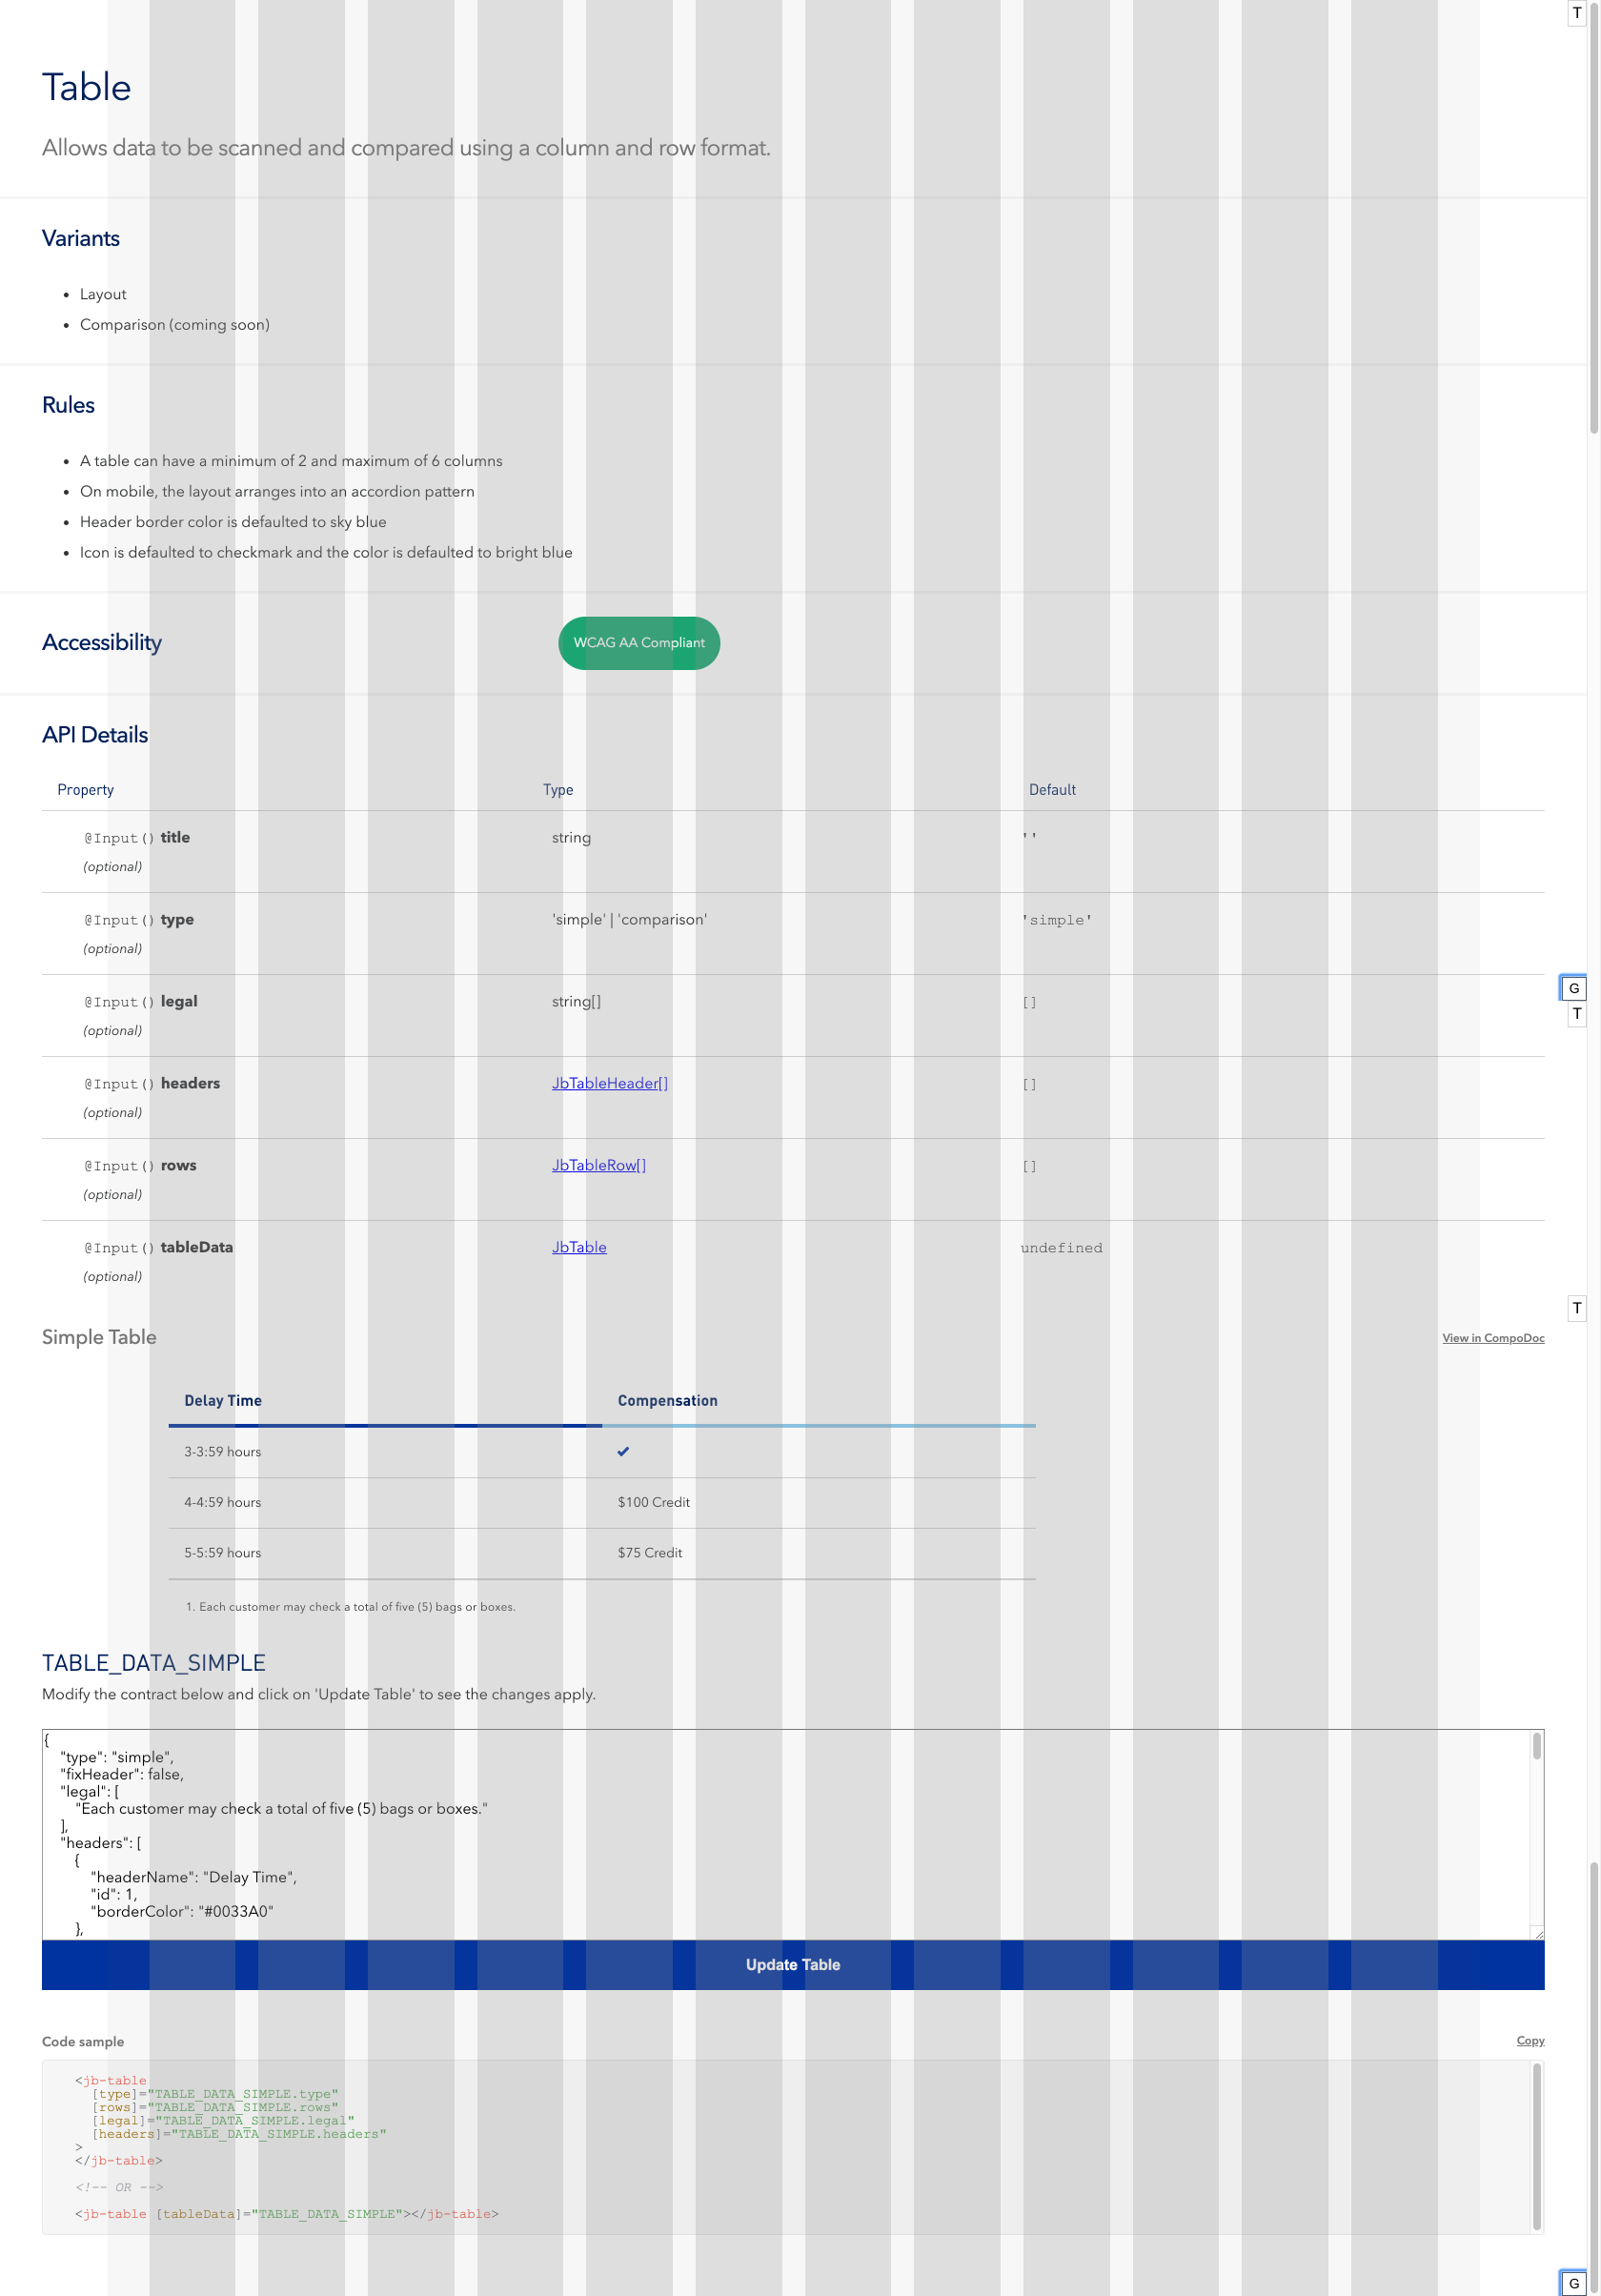 T
Table
Allows data to be scanned and compared using a column and row format.
Variants
• Layout
• Comparison (coming soon)
Rules
• A table can have a minimum of 2 and maximum of 6 columns
• On mobile, the layout arranges into an accordion pattern
• Header border color is defaulted to sky blue
• Icon is defaulted to checkmark and the color is defaulted to bright blue
Accessibility WCAG AA Compliant
API Details
Property Type Default
@Input() title string ''
(optional)
@Input() type 'simple' | 'comparison' 'simple'
(optional)
G
@Input() legal string[] []
T
(optional)
@Input() headers JbTableHeader[] []
(optional)
@Input() rows JbTableRow[] []
(optional)
@Input() tableData JbTable undefined
(optional)
T
Simple Table View in CompoDoc
Delay Time Compensation
3-3:59 hours ✔
4-4:59 hours $100 Credit
5-5:59 hours $75 Credit
1. Each customer may check a total of five (5) bags or boxes.
TABLE_DATA_SIMPLE
Modify the contract below and click on 'Update Table' to see the changes apply.
{
"type": "simple",
"fixHeader": false,
"legal": [
"Each customer may check a total of five (5) bags or boxes."
],
"headers": [
{
"headerName": "Delay Time",
"id": 1,
"borderColor": "#0033A0"
},
Update Table
Code sample Copy
<jb-table
[type]="TABLE_DATA_SIMPLE.type"
[rows]="TABLE_DATA_SIMPLE.rows"
[legal]="TABLE_DATA_SIMPLE.legal"
[headers]="TABLE_DATA_SIMPLE.headers"
>
</jb-table>
<!-- OR -->
<jb-table [tableData]="TABLE_DATA_SIMPLE"></jb-table>
G